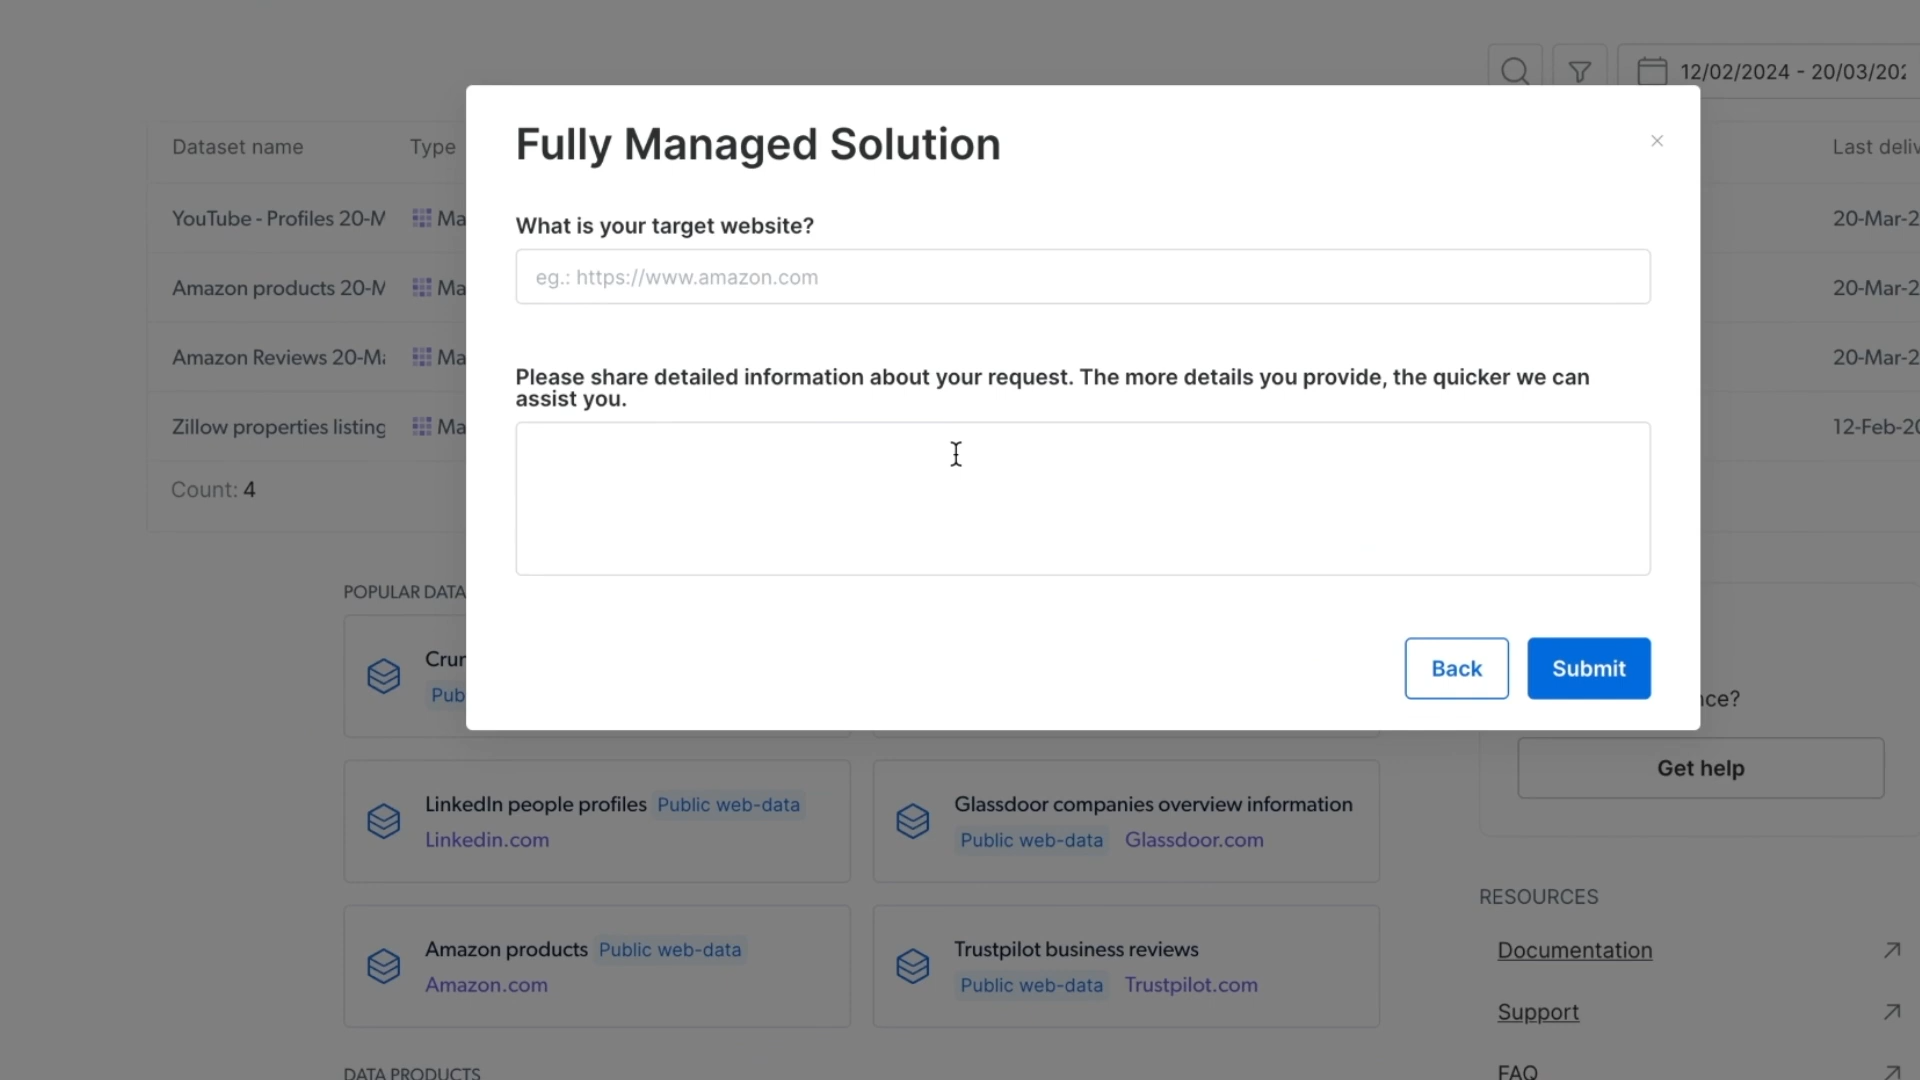 12/02/2024 - 20/03/202
Fully Managed Solution
Dataset name Type Last deliv
What is your target website?
YouTube - Profiles 20-M Ma 20-Mar-2
eg.: https://www.amazon.com
Amazon products 20-M Ma 20-Mar-2
Amazon Reviews 20-Ma Ma 20-Mar-2
Please share detailed information about your request. The more details you provide, the quicker we can
assist you.
Zillow properties listing Ma 12-Feb-20
Count: 4
POPULAR DATA
Crun
Pub
Back Submit
nce?
Get help
LinkedIn people profiles Public web-data
Linkedin.com
Glassdoor companies overview information
Public web-data Glassdoor.com
RESOURCES
Amazon products Public web-data
Amazon.com
Trustpilot business reviews
Public web-data Trustpilot.com
Documentation
Support
FAQ
DATA PRODUCTS